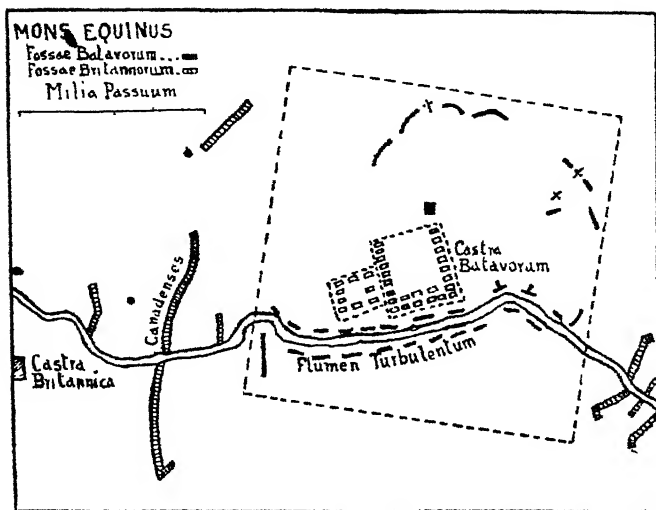 MONS EQUINUS
Fossae Batavorum...
Fossae Britannorum..
Milia Passuum
Canadenses
Castra
Batavorum
Castra
Britannica
Flumen Turbulentum